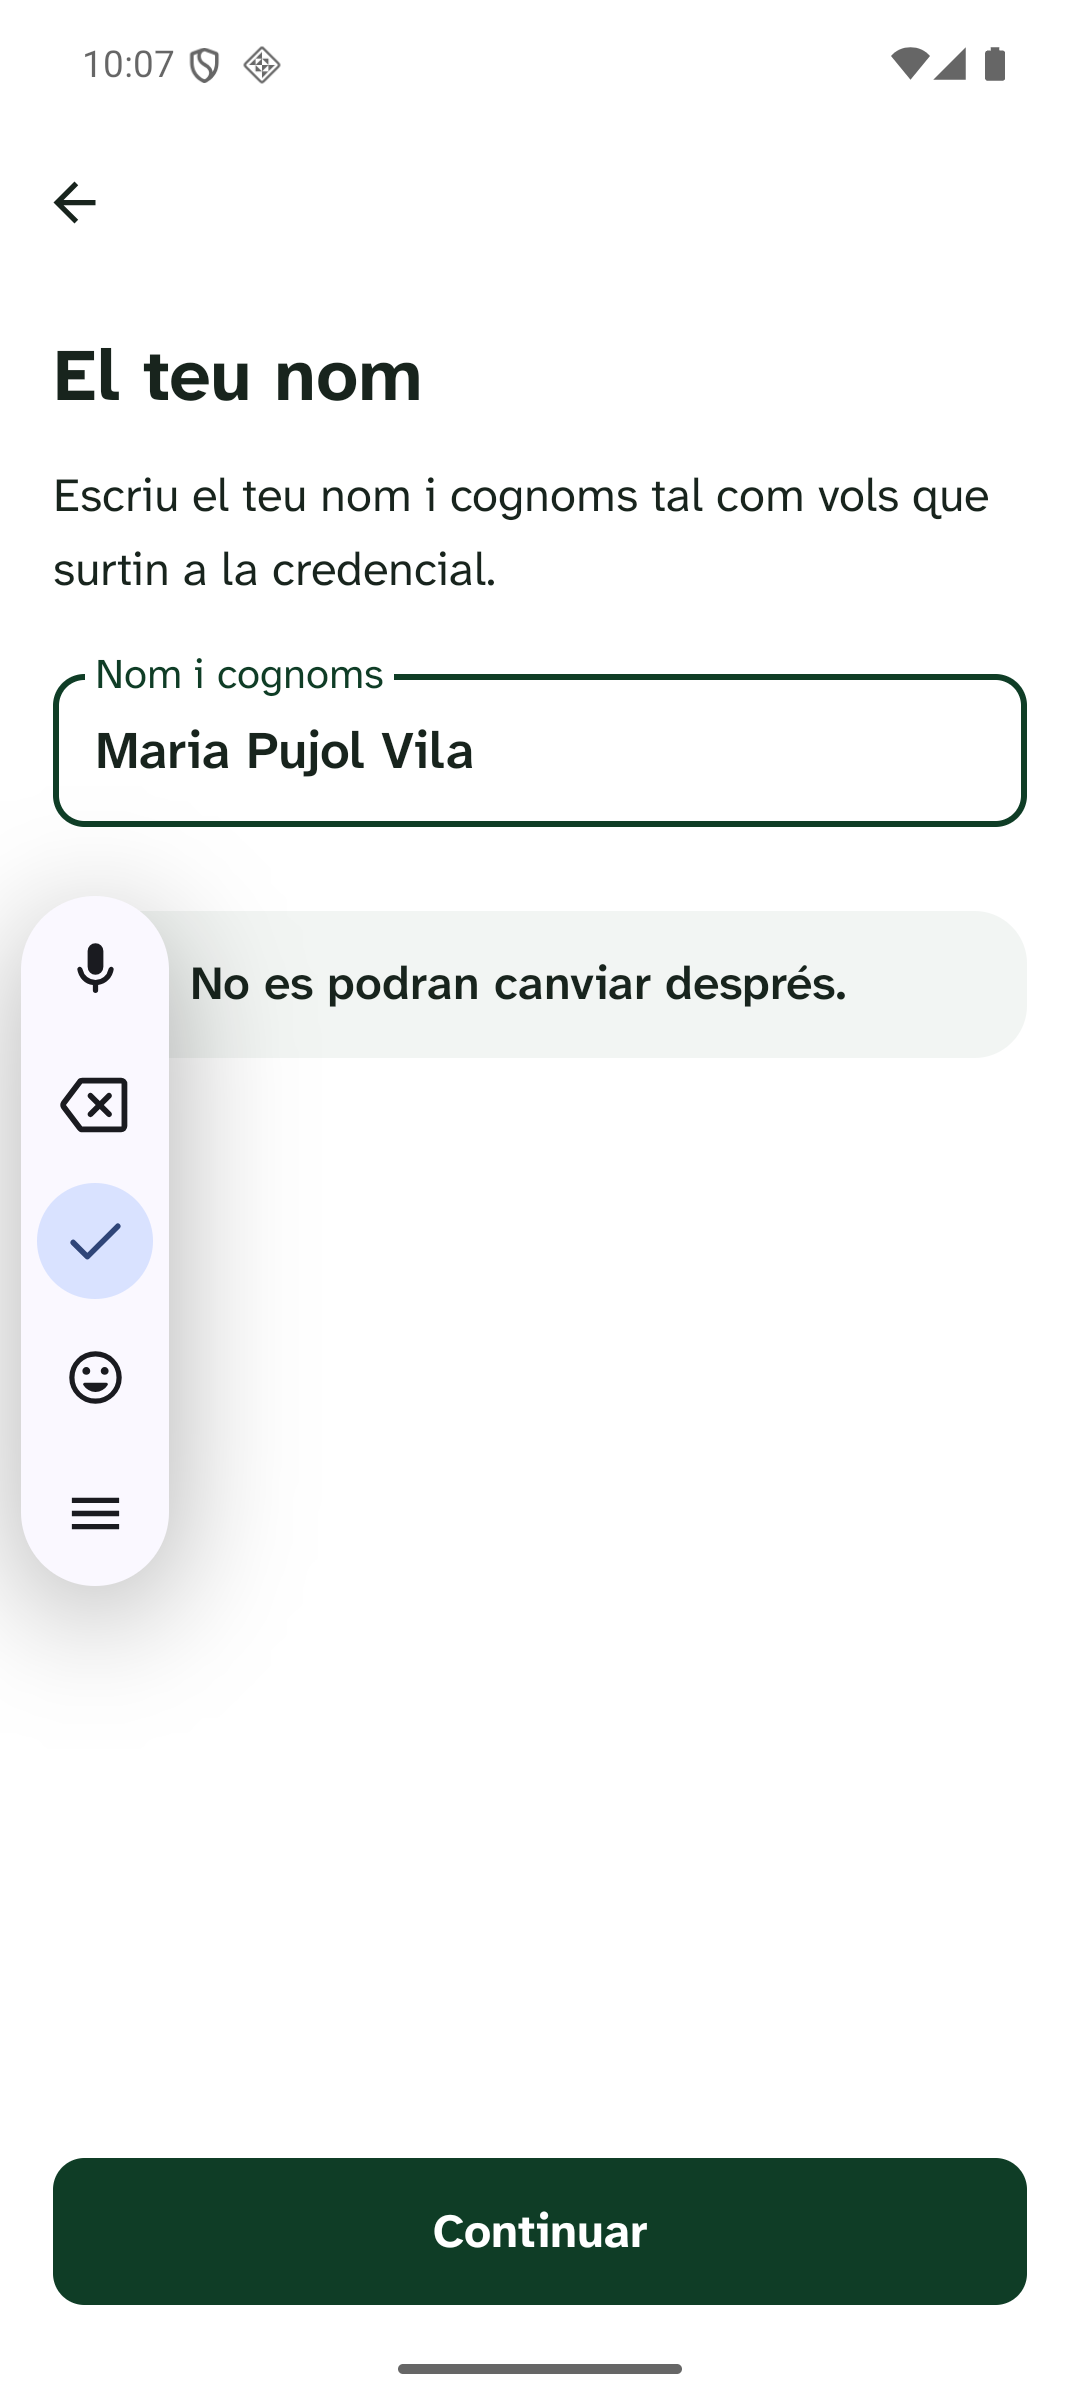 10:07
El teu nom
Escriu el teu nom i cognoms tal com vols que
surtin a la credencial.
Nom i cognoms
Maria Pujol Vila
No es podran canviar després.
Continuar